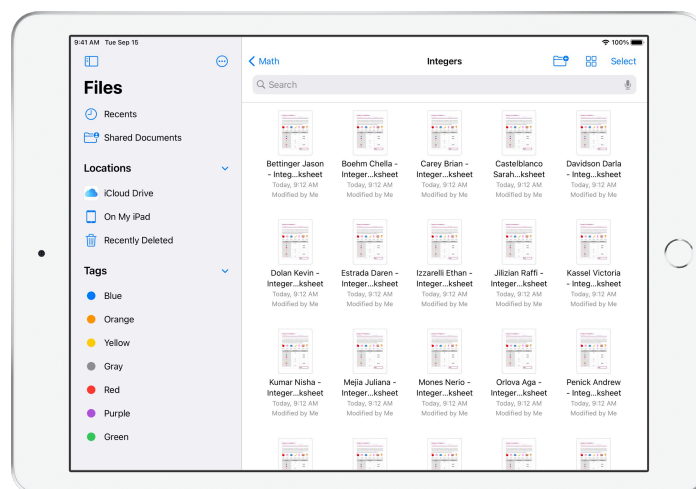 9:41 AM Tue Sep 15
100%
Files
Recents
Shared Documents
Locations
iCloud Drive
On My iPad
Recently Deleted
Tags
Blue
Orange
Yellow
Gray
Red
Purple
Green
Math
Integers
Select
Search
Bettinger Jason
- Integ...ksheet
Today, 9:12 AM
Modified by Me
Boehm Chella -
Integer...ksheet
Today, 9:12 AM
Modified by Me
Carey Brian -
Integer...ksheet
Today, 9:12 AM
Modified by Me
Castelblanco
Sarah...ksheet
Today, 9:12 AM
Modified by Me
Davidson Darla
- Integ...ksheet
Today, 9:12 AM
Modified by Me
Dolan Kevin -
Integer...ksheet
Today, 9:12 AM
Modified by Me
Estrada Daren -
Integer...ksheet
Today, 9:12 AM
Modified by Me
Izzarelli Ethan -
Integer...ksheet
Today, 9:12 AM
Modified by Me
Jilizian Raffi -
Integer...ksheet
Today, 9:12 AM
Modified by Me
Kassel Victoria
- Integ...ksheet
Today, 9:12 AM
Modified by Me
Kumar Nisha -
Integer...ksheet
Today, 9:12 AM
Modified by Me
Mejia Juliana -
Integer...ksheet
Today, 9:12 AM
Modified by Me
Mones Nerio -
Integer...ksheet
Today, 9:12 AM
Modified by Me
Orlova Aga -
Integer...ksheet
Today, 9:12 AM
Modified by Me
Penick Andrew
- Integ...ksheet
Today, 9:12 AM
Modified by Me